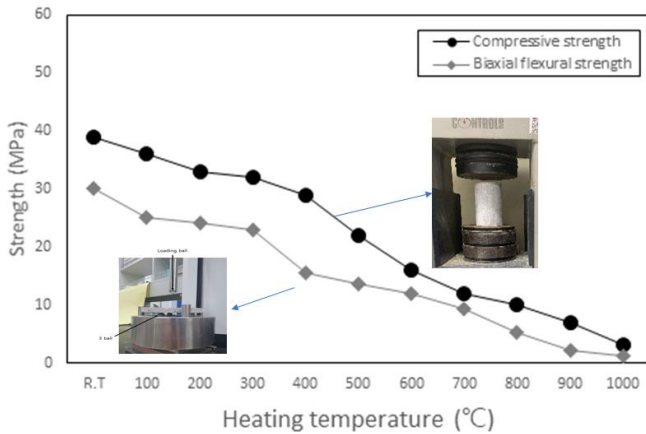 60
50
40
30
20
10
0
Strength (MPa)
Compressive strength
Biaxial flexural strength
CONTROLS
Loading ball
3 ball
R.T 100 200 300 400 500 600 700 800 900 1000
Heating temperature (℃)